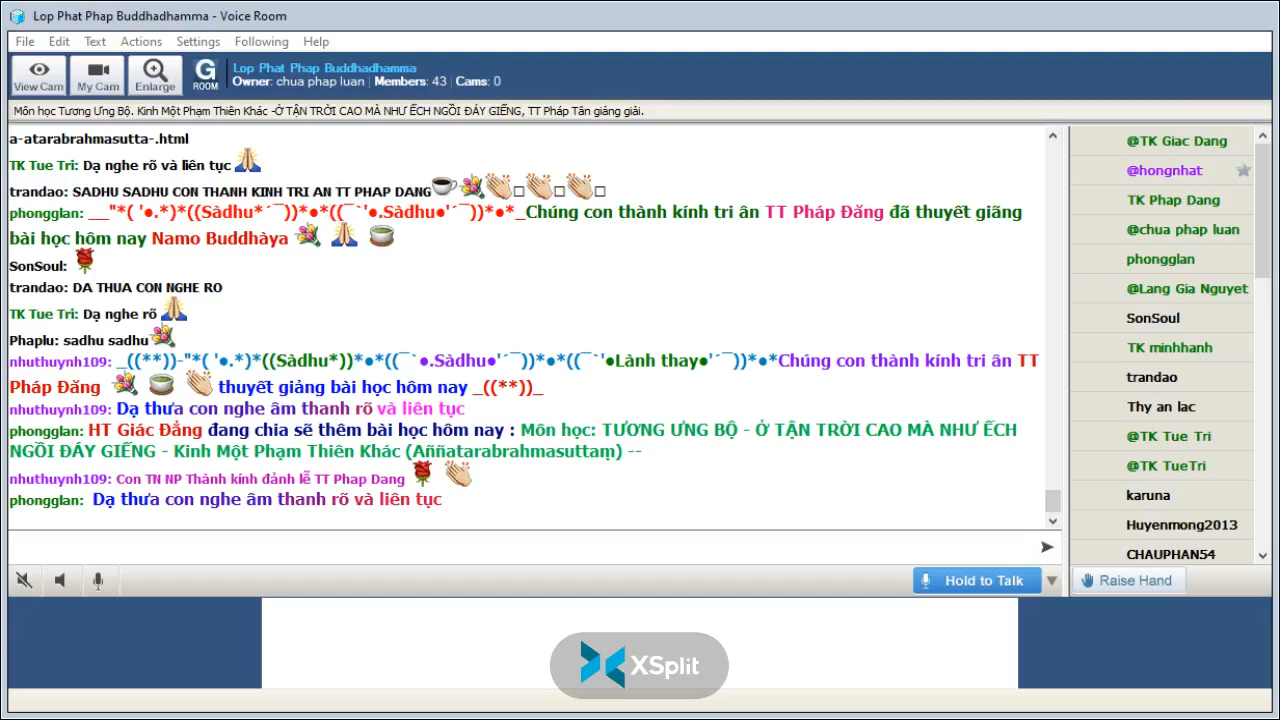 Lop Phat Phap Buddhadhamma - Voice Room
File Edit Text Actions Settings Following Help
View Cam My Cam Enlarge G ROOM
Lop Phat Phap Buddhadhamma
Owner: chua phap luan | Members: 43 | Cams: 0
Môn học Tương Ưng Bộ. Kinh Một Phạm Thiên Khác -Ở TẬN TRỜI CAO MÀ NHƯ ẾCH NGỒI ĐÁY GIẾNG, TT Pháp Tân giảng giải.
a-atarabrahmasutta-.html
TK Tue Tri: Dạ nghe rõ và liên tục
trandao: SADHU SADHU CON THANH KINH TRI AN TT PHAP DANG
phongglan: __"*( '●.*)*((Sàdhu*´¯))*●*((¯`'●.Sàdhu●'´¯))*●*_Chúng con thành kính tri ân TT Pháp Đăng đã thuyết giãng
bài học hôm nay Namo Buddhàya
SonSoul:
trandao: DA THUA CON NGHE RO
TK Tue Tri: Dạ nghe rõ
Phaplu: sadhu sadhu
nhuthuynh109: _((**))-"*( '●.*)*((Sàdhu*))*●*((¯`●.Sàdhu●'´¯))*●*((¯`'●Lành thay●'´¯))*●*Chúng con thành kính tri ân TT
Pháp Đăng thuyết giảng bài học hôm nay _((**))_
nhuthuynh109: Dạ thưa con nghe âm thanh rõ và liên tục
phongglan: HT Giác Đẳng đang chia sẽ thêm bài học hôm nay : Môn học: TƯƠNG ƯNG BỘ - Ở TẬN TRỜI CAO MÀ NHƯ ẾCH
NGỒI ĐÁY GIẾNG - Kinh Một Phạm Thiên Khác (Aññatarabrahmasuttaṃ) --
nhuthuynh109: Con TN NP Thành kính đảnh lễ TT Phap Dang
phongglan: Dạ thưa con nghe âm thanh rõ và liên tục
@TK Giac Dang
@hongnhat
TK Phap Dang
@chua phap luan
phongglan
@Lang Gia Nguyet
SonSoul
TK minhhanh
trandao
Thy an lac
@TK Tue Tri
@TK TueTri
karuna
Huyenmong2013
CHAUPHAN54
Hold to Talk
Raise Hand
XSplit